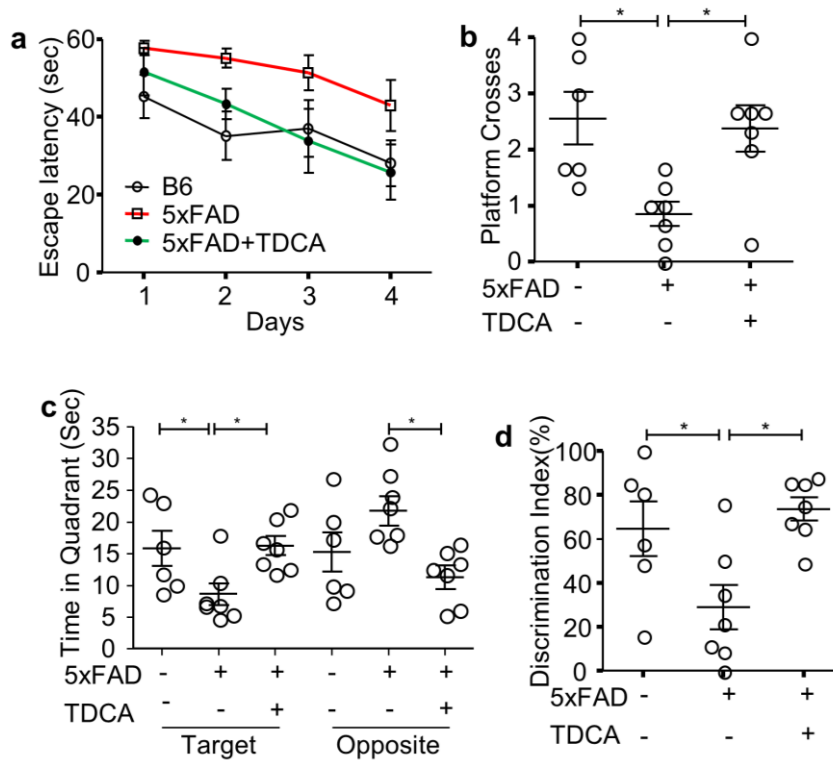 a
Escape latency (sec)
60
40
20
0
B6
5xFAD
5xFAD+TDCA
1 2 3 4
Days
b
* *
Platform Crosses
4
3
2
1
0
5xFAD - + +
TDCA - - +
c
* * *
Time in Quadrant (Sec)
35
30
25
20
15
10
5
0
5xFAD - + + - + +
TDCA - - + - - +
Target Opposite
d
* *
Discrimination Index(%)
100
80
60
40
20
0
5xFAD - + +
TDCA - - +